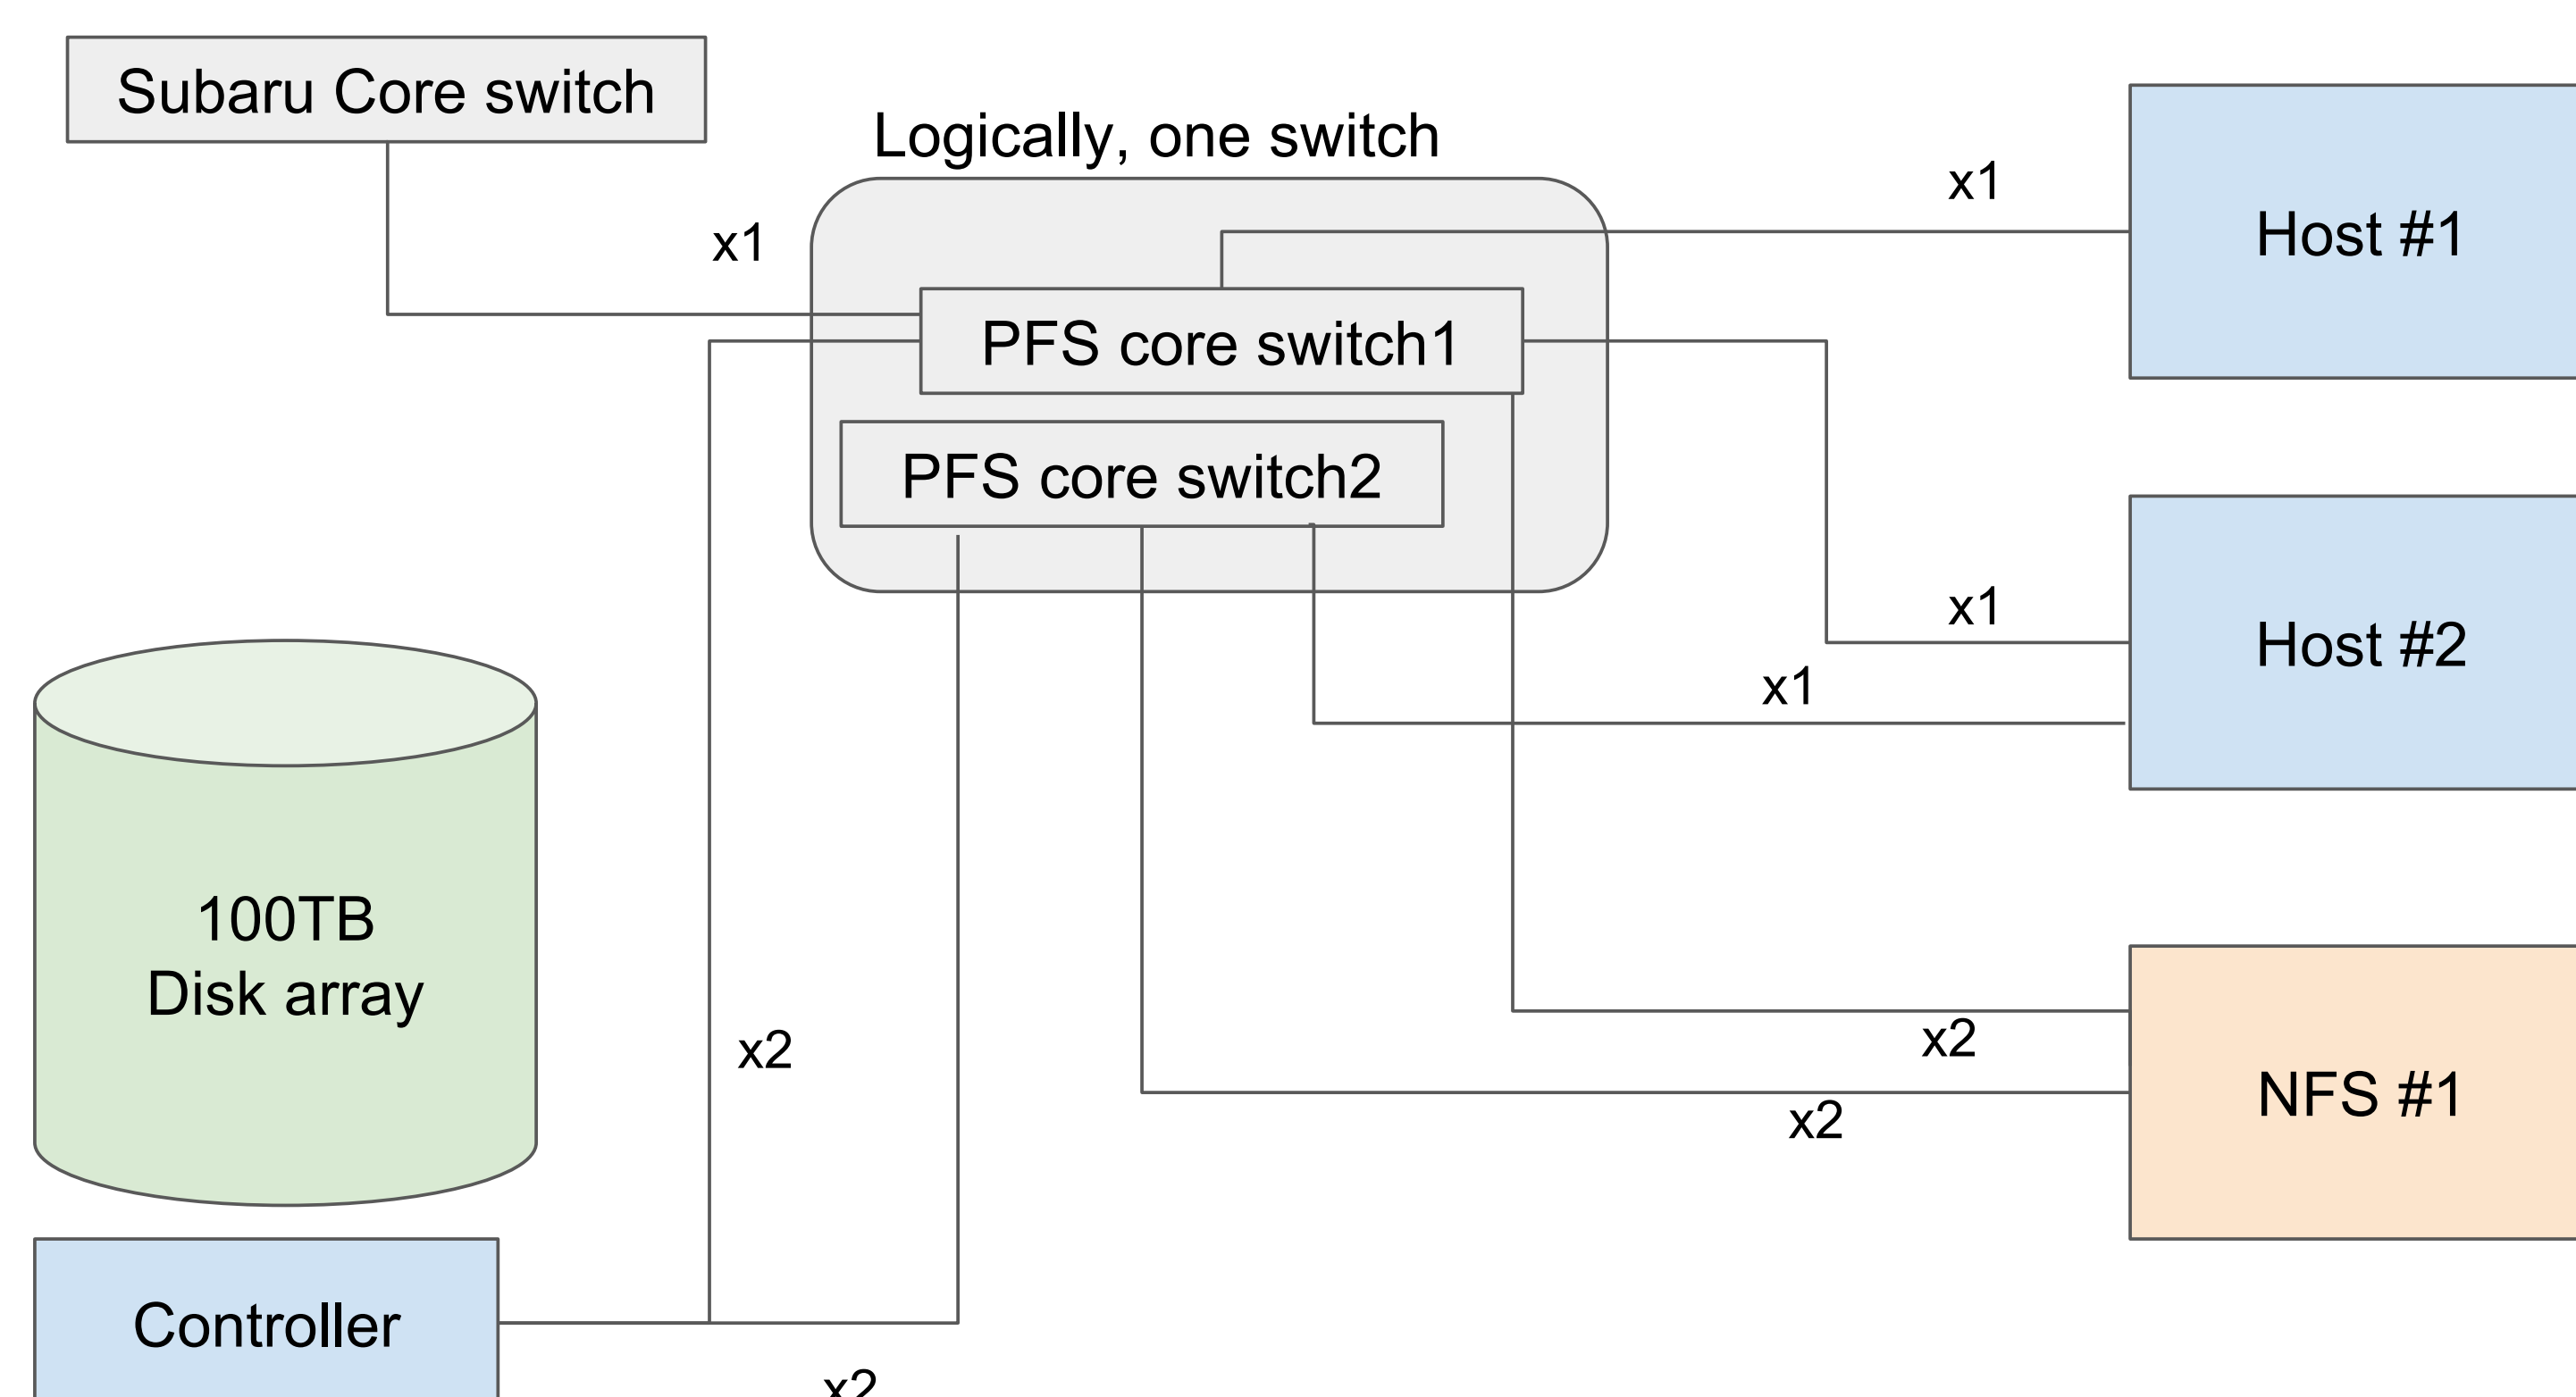 Subaru Core switch
Logically, one switch
x1
x1
Host #1
PFS core switch1
PFS core switch2
x1
Host #2
x1
100TB
Disk array
x2
x2
x2
NFS #1
Controller
x2